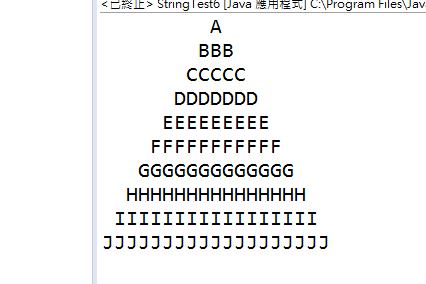 <已終止> StringTest6 [Java 應用程式] C:\Program Files\Java
A
BBB
CCCCC
DDDDDDD
EEEEEEEEE
FFFFFFFFFFF
GGGGGGGGGGGGG
HHHHHHHHHHHHHHH
IIIIIIIIIIIIIIIII
JJJJJJJJJJJJJJJJJJJ